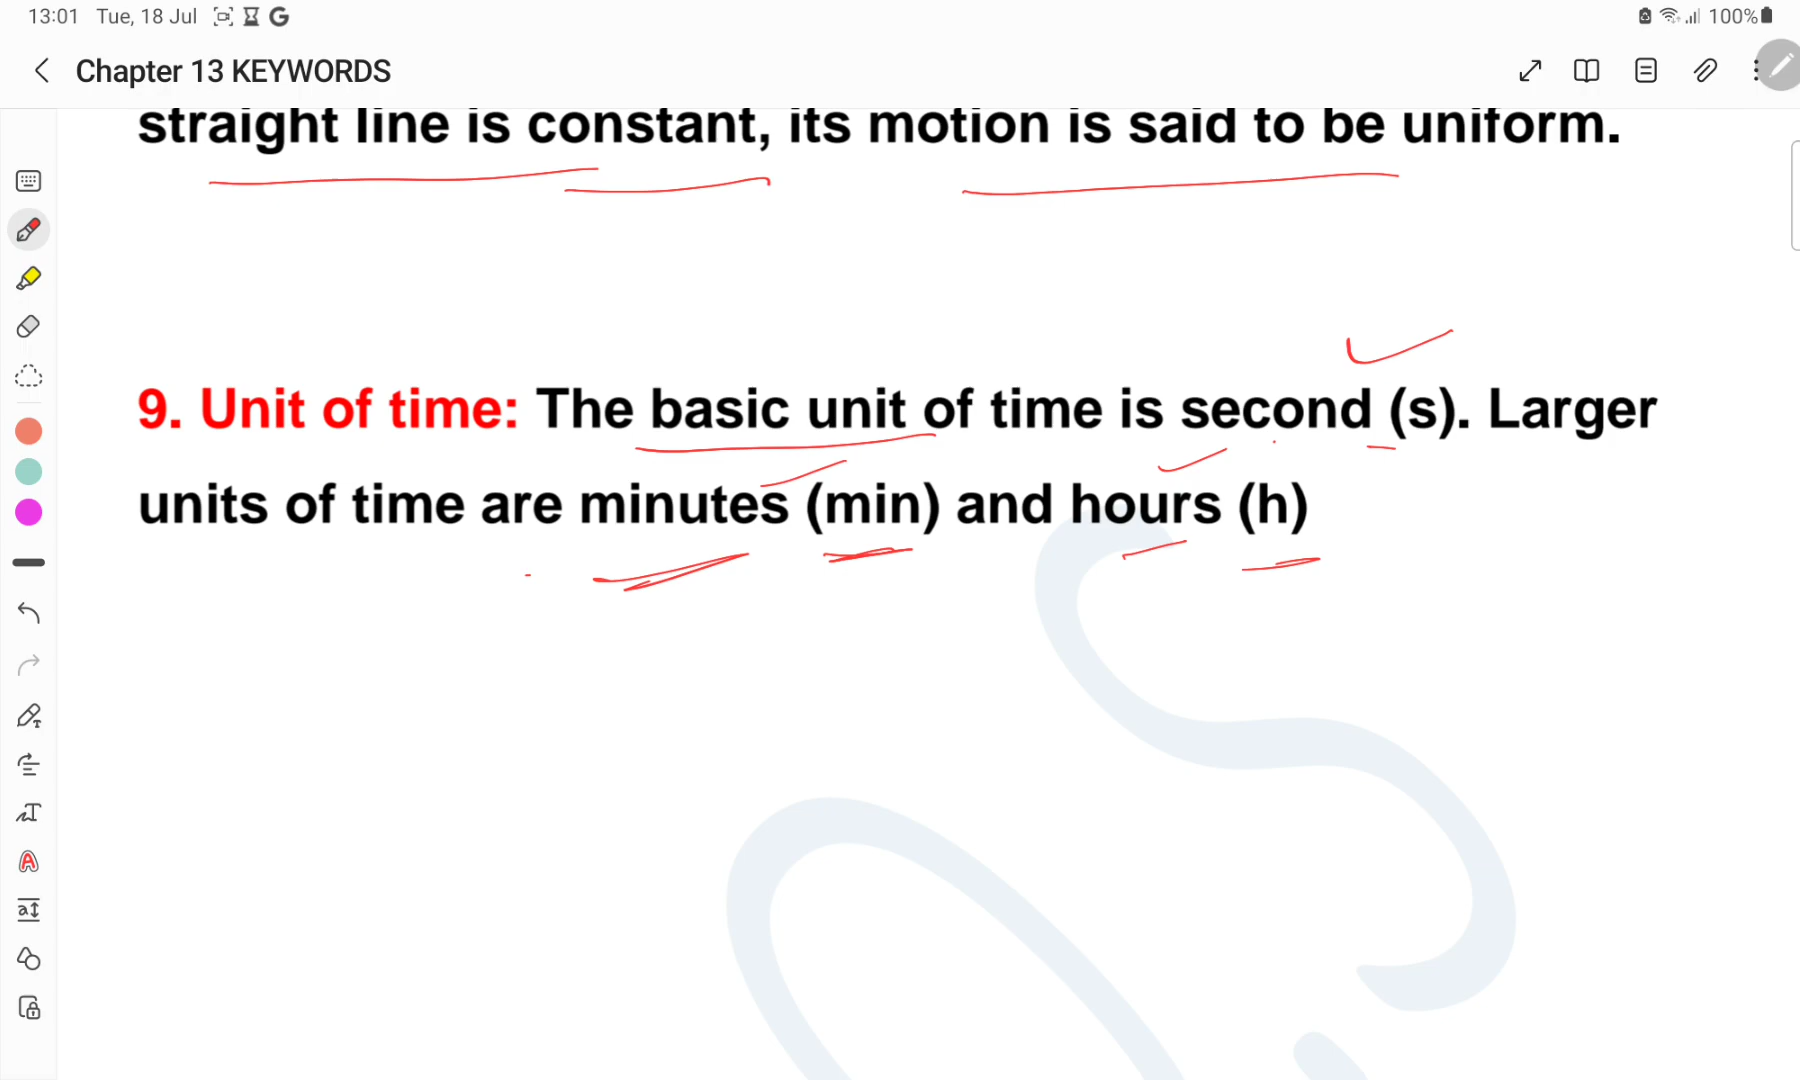 13:01 Tue, 18 Jul G 100%
Chapter 13 KEYWORDS
straight line is constant, its motion is said to be uniform.
9. Unit of time: The basic unit of time is second (s). Larger
units of time are minutes (min) and hours (h)